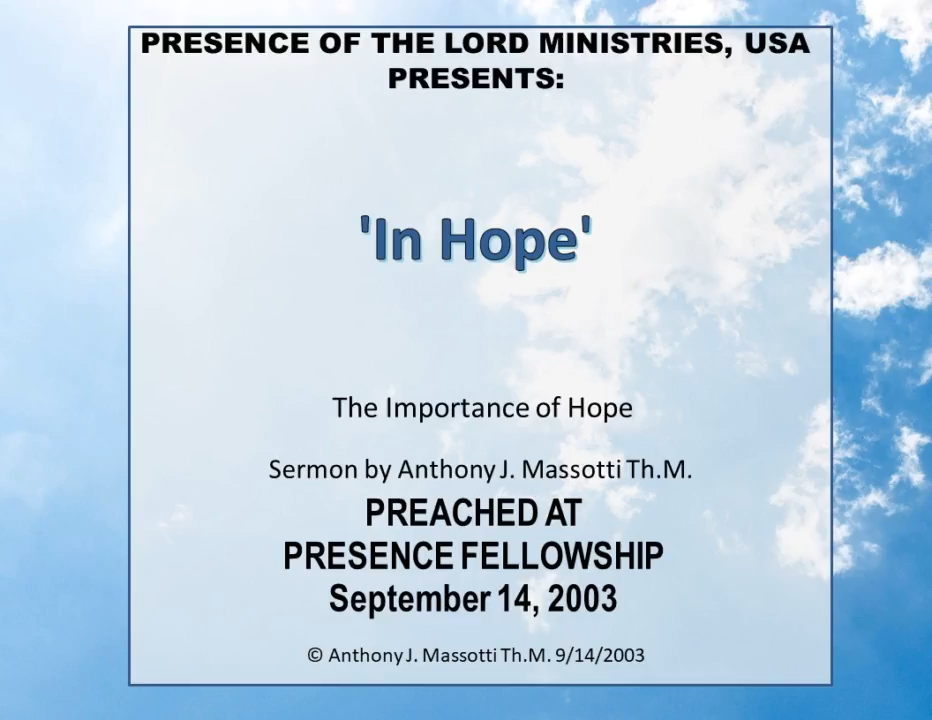 PRESENCE OF THE LORD MINISTRIES, USA
PRESENTS:
'In Hope'
The Importance of Hope
Sermon by Anthony J. Massotti Th.M.
PREACHED AT
PRESENCE FELLOWSHIP
September 14, 2003
© Anthony J. Massotti Th.M. 9/14/2003